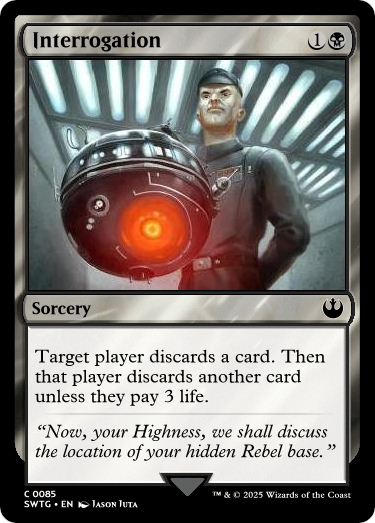 Interrogation 1
Sorcery
Target player discards a card. Then
that player discards another card
unless they pay 3 life.
“Now, your Highness, we shall discuss
the location of your hidden Rebel base.”
C 0085
SWTG • EN Jason Juta
™ & © 2025 Wizards of the Coast